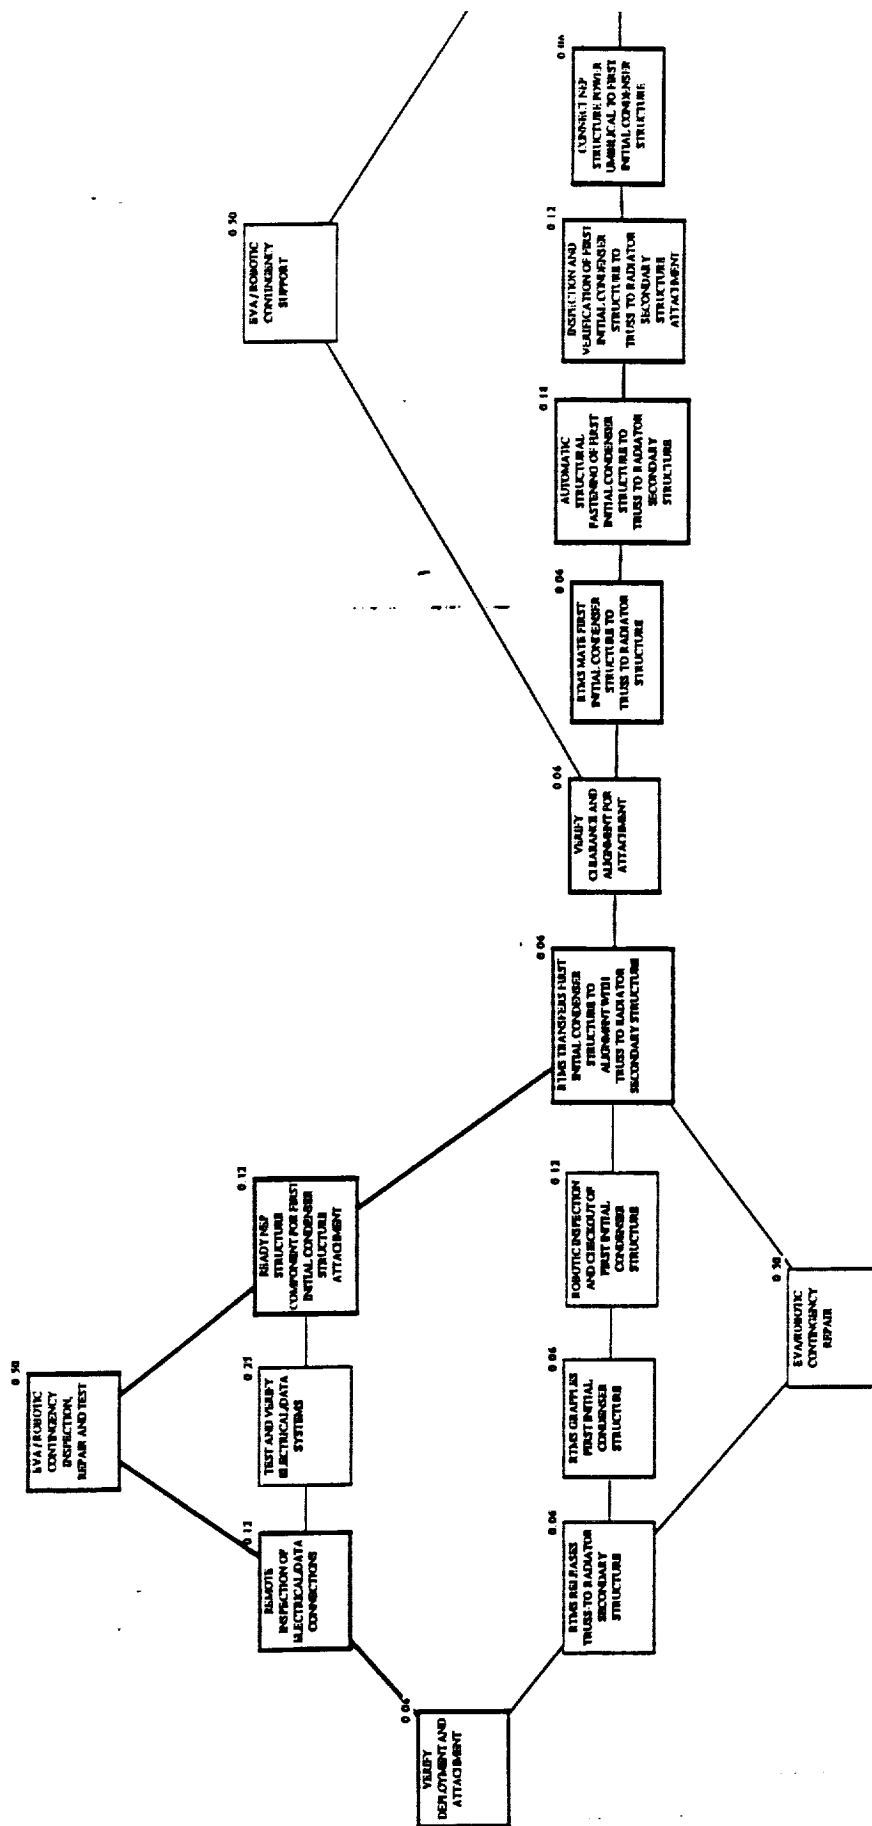 0.50
EVA / ROBOTIC
CONTINGENCY
INSPECTION,
REPAIR AND TEST
0.12
REMOTE
INSPECTION OF
ELECTRICAL/DATA
CONNECTIONS
0.25
TEST AND VERIFY
ELECTRICAL/DATA
SYSTEMS
0.12
READY NEP
STRUCTURE
COMPONENT FOR FIRST
INITIAL CONDENSER
STRUCTURE
ATTACHMENT
0.50
EVA / ROBOTIC
CONTINGENCY
SUPPORT
0.06
VERIFY
DEPLOYMENT AND
ATTACHMENT
0.06
RTMS RELEASES
TRUSS-TO RADIATOR
SECONDARY
STRUCTURE
0.06
RTMS GRAPPLES
FIRST INITIAL
CONDENSER
STRUCTURE
0.12
ROBOTIC INSPECTION
AND CHECKOUT OF
FIRST INITIAL
CONDENSER
STRUCTURE
0.06
RTMS TRANSFERS FIRST
INITIAL CONDENSER
STRUCTURE TO
ALIGNMENT WITH
TRUSS TO RADIATOR
SECONDARY STRUCTURE
0.06
VERIFY
CLEARANCE AND
ALIGNMENT FOR
ATTACHMENT
0.06
RTMS MATE FIRST
INITIAL CONDENSER
STRUCTURE TO
TRUSS TO RADIATOR
STRUCTURE
0.18
AUTOMATIC
STRUCTURAL
FASTENING OF FIRST
INITIAL CONDENSER
STRUCTURE TO
TRUSS TO RADIATOR
SECONDARY
STRUCTURE
0.12
INSPECTION AND
VERIFICATION OF FIRST
INITIAL CONDENSER
STRUCTURE TO
TRUSS TO RADIATOR
SECONDARY
STRUCTURE
ATTACHMENT
0.06
CONNECT NEP
STRUCTURE POWER
UMBILICAL TO FIRST
INITIAL CONDENSER
STRUCTURE
0.50
EVA/ROBOTIC
CONTINGENCY
REPAIR